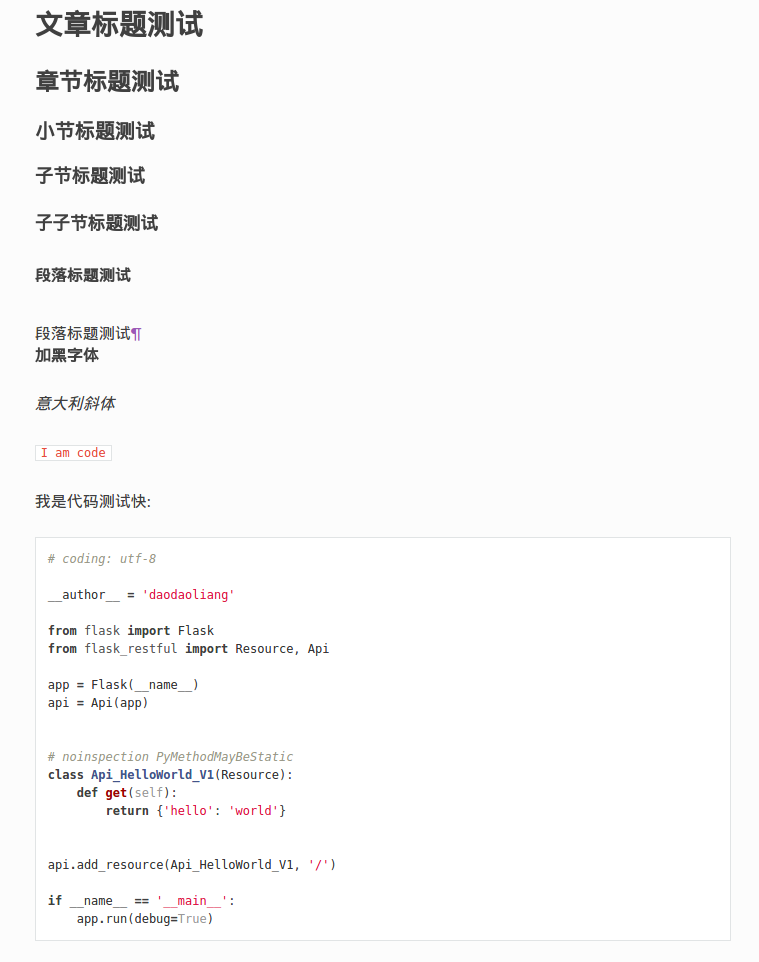 文章标题测试
章节标题测试
小节标题测试
子节标题测试
子子节标题测试
段落标题测试
段落标题测试¶
加黑字体
意大利斜体
I am code
我是代码测试快:
# coding: utf-8
__author__ = 'daodaoliang'
from flask import Flask
from flask_restful import Resource, Api
app = Flask(__name__)
api = Api(app)
# noinspection PyMethodMayBeStatic
class Api_HelloWorld_V1(Resource):
    def get(self):
        return {'hello': 'world'}
api.add_resource(Api_HelloWorld_V1, '/')
if __name__ == '__main__':
    app.run(debug=True)